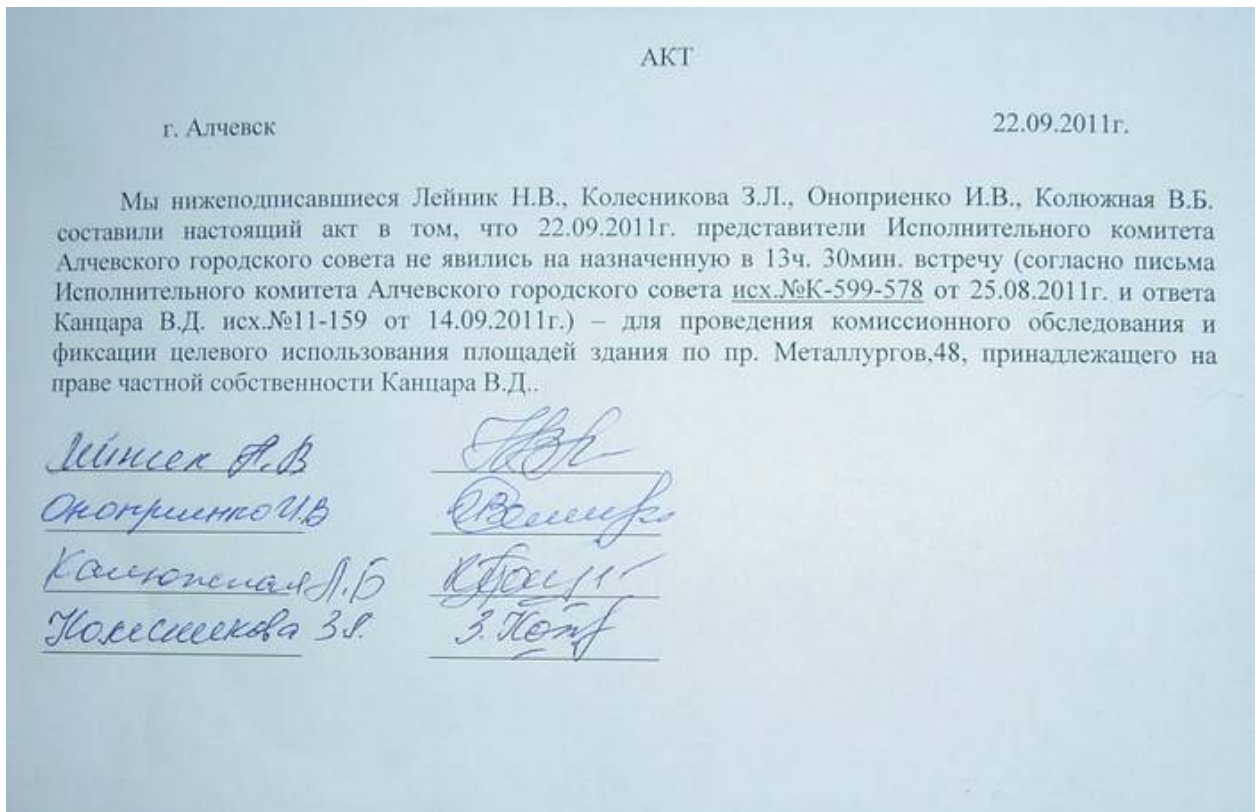 АКТ
г. Алчевск 22.09.2011г.
Мы нижеподписавшиеся Лейник Н.В., Колесникова З.Л., Оноприенко И.В., Колюжная В.Б.
составили настоящий акт в том, что 22.09.2011г. представители Исполнительного комитета
Алчевского городского совета не явились на назначенную в 13ч. 30мин. встречу (согласно письма
Исполнительного комитета Алчевского городского совета исх.№К-599-578 от 25.08.2011г. и ответа
Канцара В.Д. исх.№11-159 от 14.09.2011г.) – для проведения комиссионного обследования и
фиксации целевого использования площадей здания по пр. Металлургов,48, принадлежащего на
праве частной собственности Канцара В.Д..
Лейник Н.В
Оноприенко И.В
Калюжная Л.Б
Колесникова З.Л.